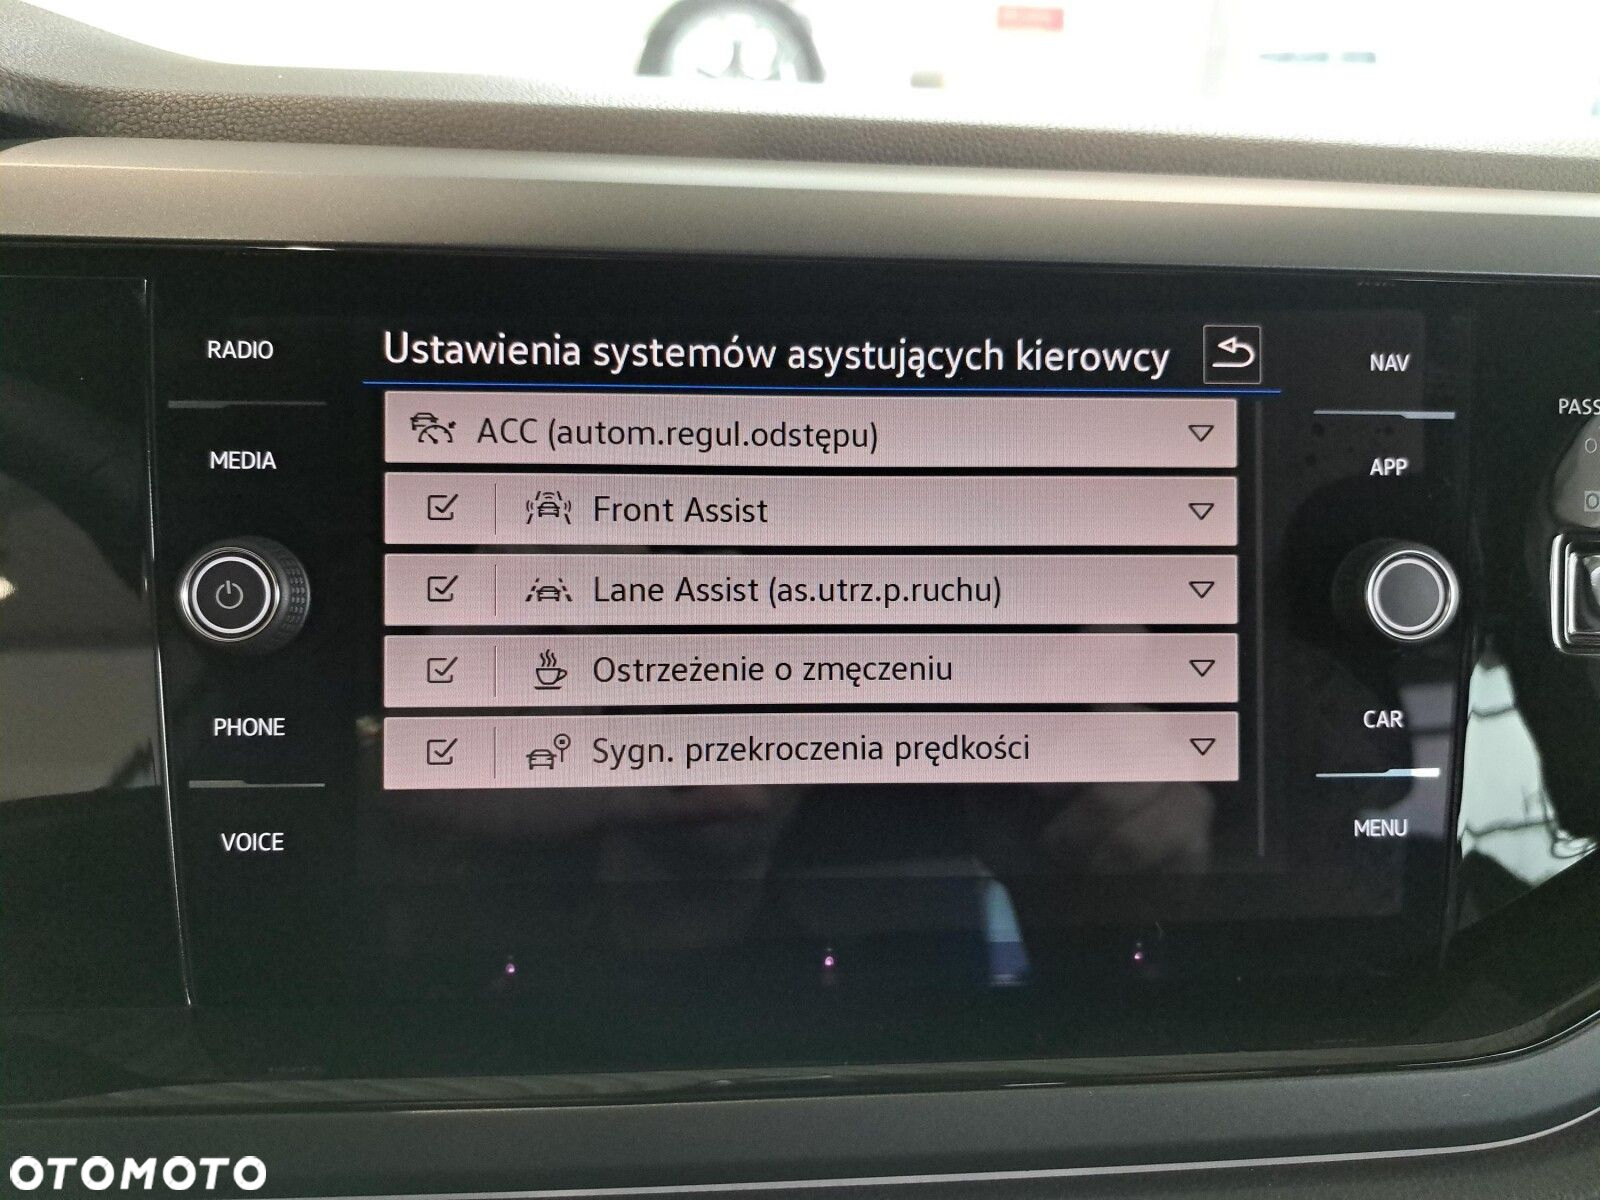 RADIO
MEDIA
PHONE
VOICE
Ustawienia systemów asystujących kierowcy
ACC (autom.regul.odstępu)
Front Assist
Lane Assist (as.utrz.p.ruchu)
Ostrzeżenie o zmęczeniu
Sygn. przekroczenia prędkości
NAV
APP
CAR
MENU
PASS
OTOMOTO